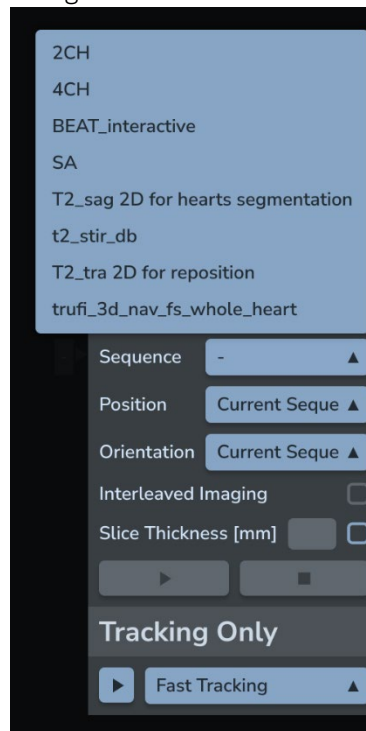 2CH
4CH
BEAT_interactive
SA
T2_sag 2D for hearts segmentation
t2_stir_db
T2_tra 2D for reposition
trufi_3d_nav_fs_whole_heart
Sequence - ▲
Position Current Seque ▲
Orientation Current Seque ▲
Interleaved Imaging
Slice Thickness [mm]
Tracking Only
Fast Tracking ▲